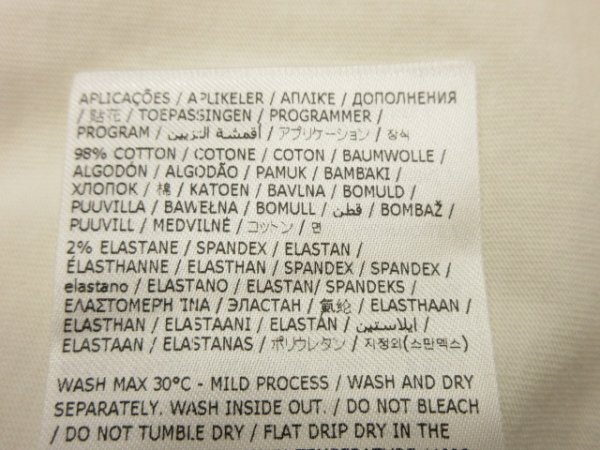 APLICAÇÕES / APLIKELER / ΑΠΛΙΚΈ / ДОПОЛНЕНИЯ
/ 貼花 / TOEPASSINGEN / PROGRAMMER /
PROGRAM / أقمشة التزيين / アプリケーション / 장식
98% COTTON / COTONE / COTON / BAUMWOLLE /
ALGODÓN / ALGODÃO / PAMUK / BAMBAKI /
ХЛОПОК / 棉 / KATOEN / BAVLNA / BOMULD /
PUUVILLA / BAWEŁNA / BOMULL / قطن / BOMBAŽ /
PUUVILL / MEDVILNĖ / コットン / 면
2% ELASTANE / SPANDEX / ELASTAN /
ÉLASTHANNE / ELASTHAN / SPANDEX / SPANDEX /
elastano / ELASTANO / ELASTAN/ SPANDEKS /
ΕΛΑΣΤΟΜΕΡΉ ΊΝΑ / ЭЛАСТАН / 氨纶 / ELASTHAAN /
ELASTHAN / ELASTAANI / ELASTÁN / ايلاستين /
ELASTAAN / ELASTANAS / ポリウレタン / 지정외(스판덱스)
WASH MAX 30°C - MILD PROCESS / WASH AND DRY
SEPARATELY. WASH INSIDE OUT. / DO NOT BLEACH
/ DO NOT TUMBLE DRY / FLAT DRIP DRY IN THE